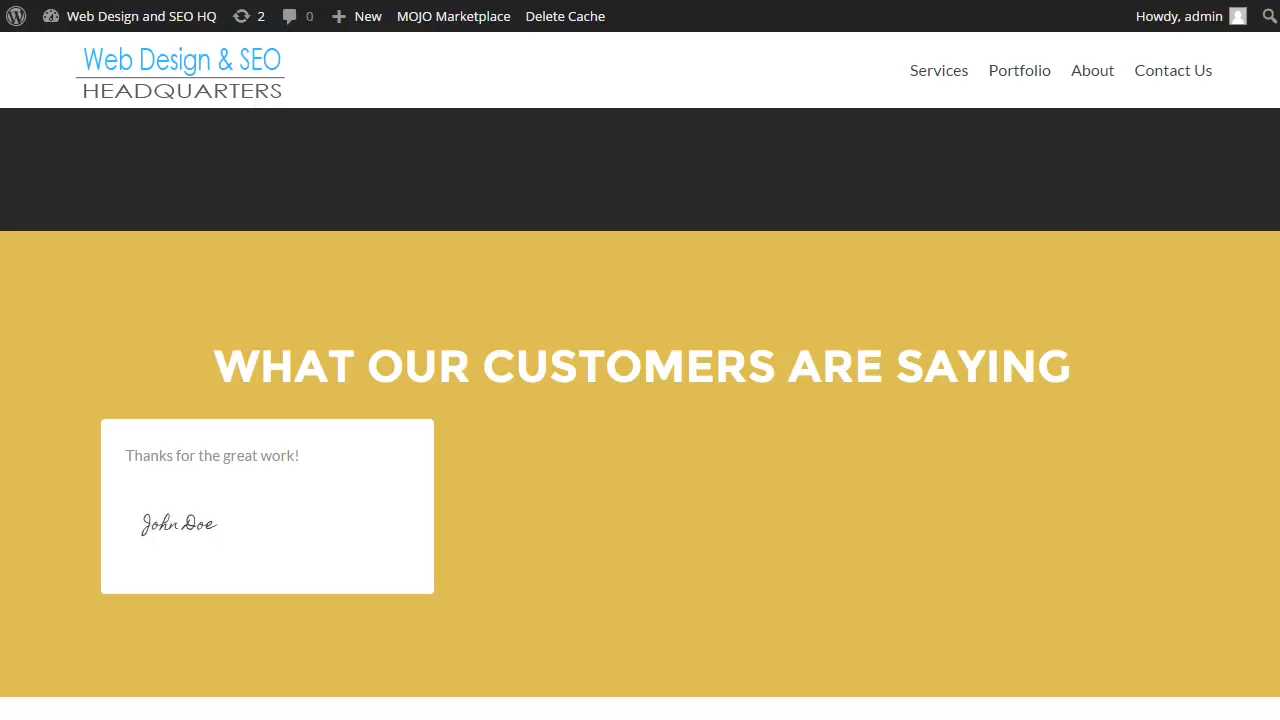 Web Design and SEO HQ 2 0 New MOJO Marketplace Delete Cache Howdy, admin
Web Design & SEO
HEADQUARTERS
Services Portfolio About Contact Us
WHAT OUR CUSTOMERS ARE SAYING
Thanks for the great work!
John Doe